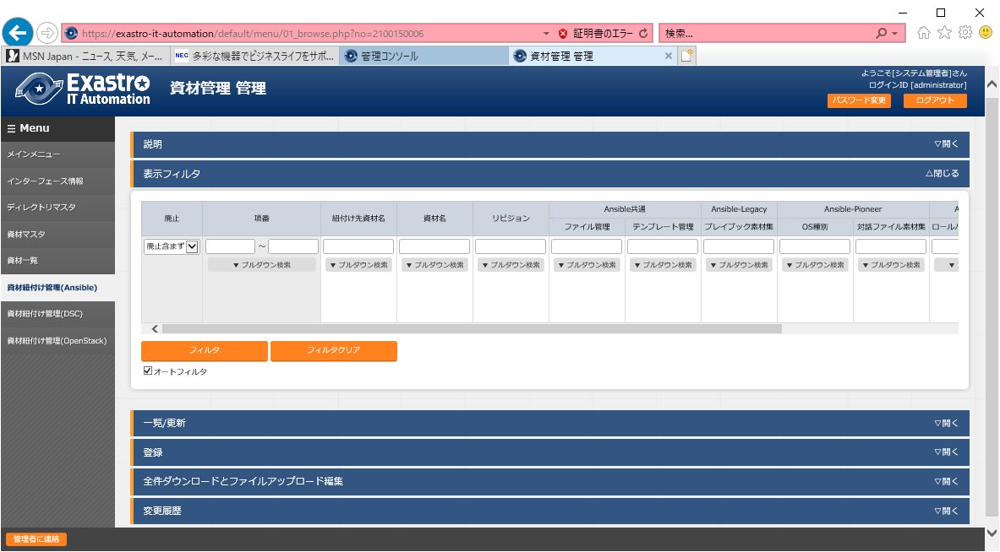 https://exastro-it-automation/default/menu/01_browse.php?no=2100150006
証明書のエラー
検索...
MSN Japan - ニュース, 天気, メー...
NEC 多彩な機器でビジネスライフをサポ...
管理コンソール
資材管理 管理
Exastro
IT Automation
資材管理 管理
ようこそ[システム管理者]さん
ログインID [administrator]
パスワード変更
ログアウト
Menu
メインメニュー
インターフェース情報
ディレクトリマスタ
資材マスタ
資材一覧
資材紐付け管理(Ansible)
資材紐付け管理(DSC)
資材紐付け管理(OpenStack)
説明
▽開く
表示フィルタ
△閉じる
廃止
項番
紐付け先資材名
資材名
リビジョン
Ansible共通
Ansible-Legacy
Ansible-Pioneer
A
ファイル管理
テンプレート管理
プレイブック素材集
OS種別
対話ファイル素材集
ロールパ
廃止含まず
～
▼プルダウン検索
▼プルダウン検索
▼プルダウン検索
▼プルダウン検索
▼プルダウン検索
▼プルダウン検索
▼プルダウン検索
▼プルダウン検索
▼プルダウン検索
▼
フィルタ
フィルタクリア
オートフィルタ
一覧/更新
▽開く
登録
▽開く
全件ダウンロードとファイルアップロード編集
▽開く
変更履歴
▽開く
管理者に連絡